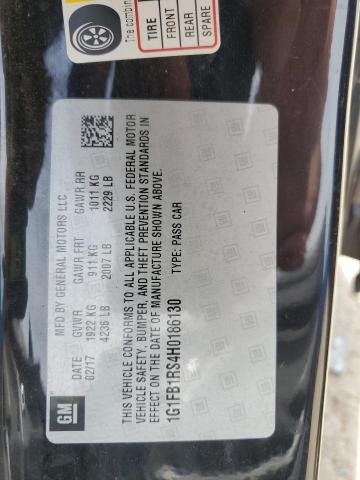 The combin
TIRE
FRONT
REAR
SPARE
GM
MFD BY GENERAL MOTORS LLC
DATE GVWR GAWR FRT GAWR RR
02/17 1922 KG 911 KG 1011 KG
4236 LB 2007 LB 2229 LB
THIS VEHICLE CONFORMS TO ALL APPLICABLE U.S. FEDERAL MOTOR
VEHICLE SAFETY, BUMPER, AND THEFT PREVENTION STANDARDS IN
EFFECT ON THE DATE OF MANUFACTURE SHOWN ABOVE.
1G1FB1RS4H0186130 TYPE: PASS CAR